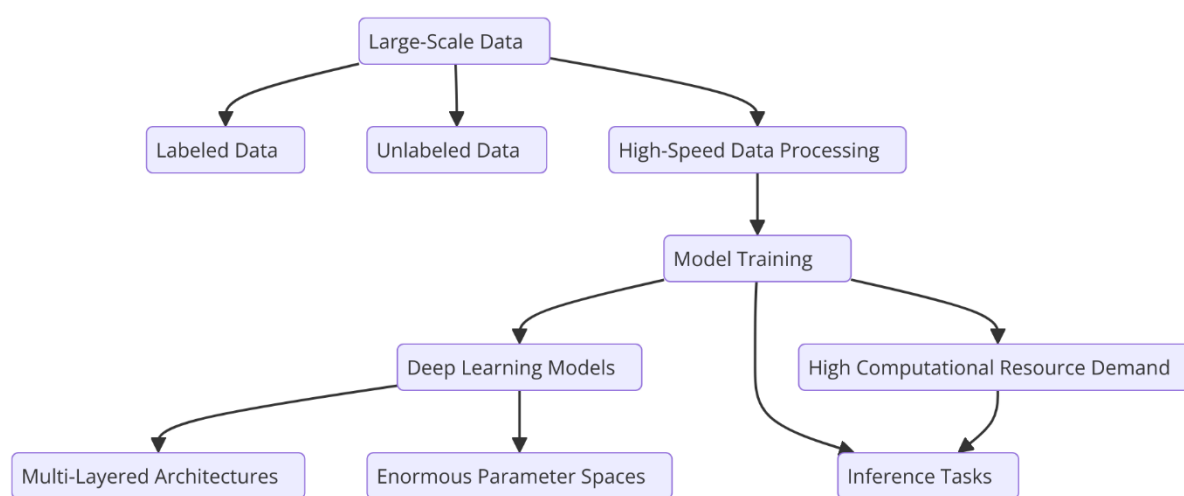 Large-Scale Data
Labeled Data
Unlabeled Data
High-Speed Data Processing
Model Training
Deep Learning Models
High Computational Resource Demand
Multi-Layered Architectures
Enormous Parameter Spaces
Inference Tasks